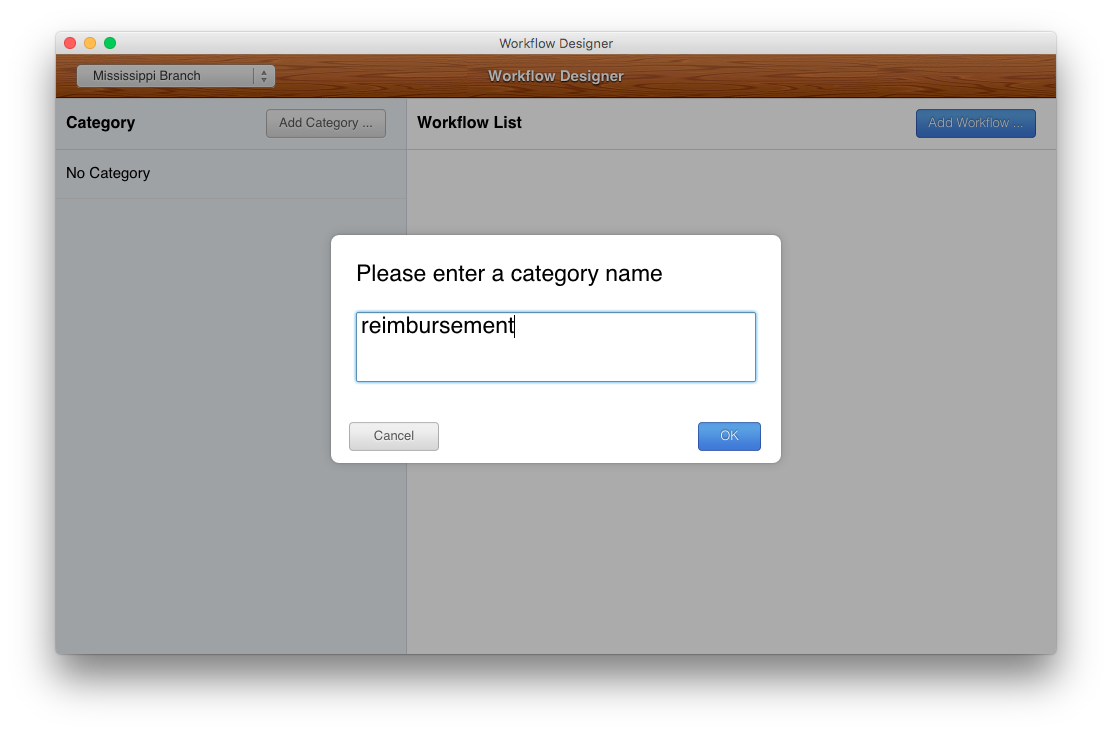 Workflow Designer
Mississippi Branch
Workflow Designer
Category
Add Category ...
Workflow List
Add Workflow ...
No Category
Please enter a category name
reimbursement
Cancel
OK